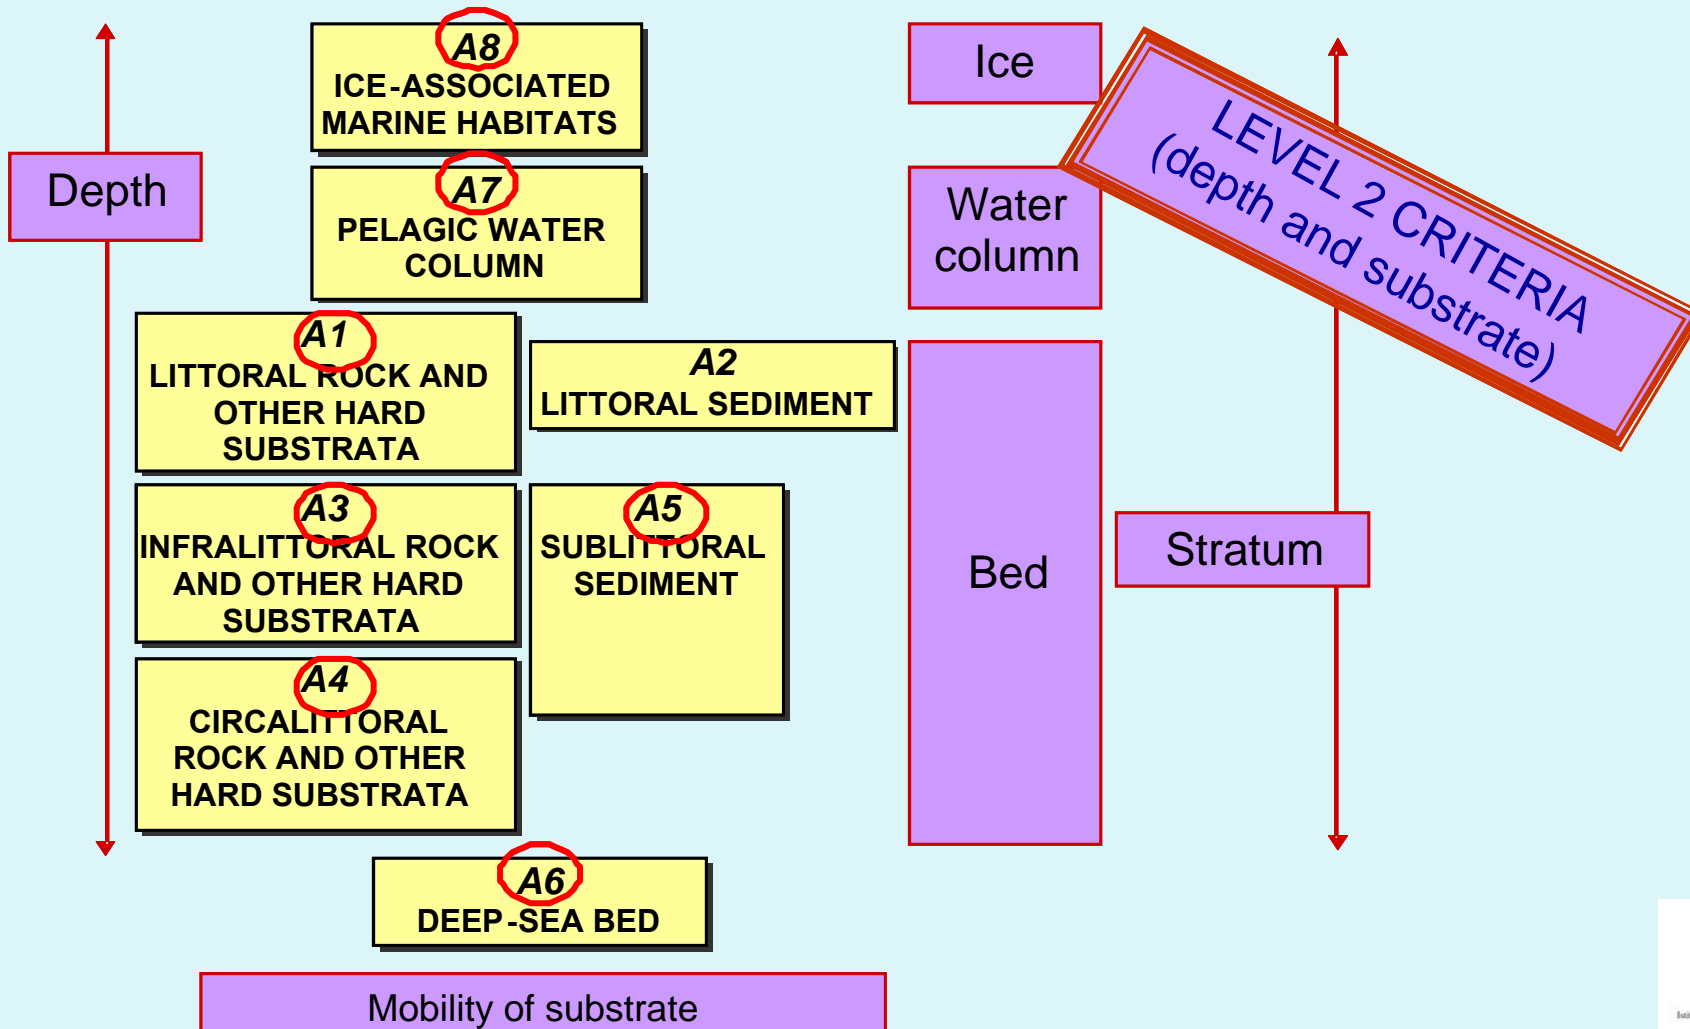 A8
ICE-ASSOCIATED
MARINE HABITATS
Depth
A7
PELAGIC WATER
COLUMN
A1
LITTORAL ROCK AND
OTHER HARD
SUBSTRATA
A2
LITTORAL SEDIMENT
A3
INFRALITTORAL ROCK
AND OTHER HARD
SUBSTRATA
A5
SUBLITTORAL
SEDIMENT
A4
CIRCALITTORAL
ROCK AND OTHER
HARD SUBSTRATA
A6
DEEP-SEA BED
Mobility of substrate
Ice
Water
column
Bed
Stratum
LEVEL 2 CRITERIA
(depth and substrate)